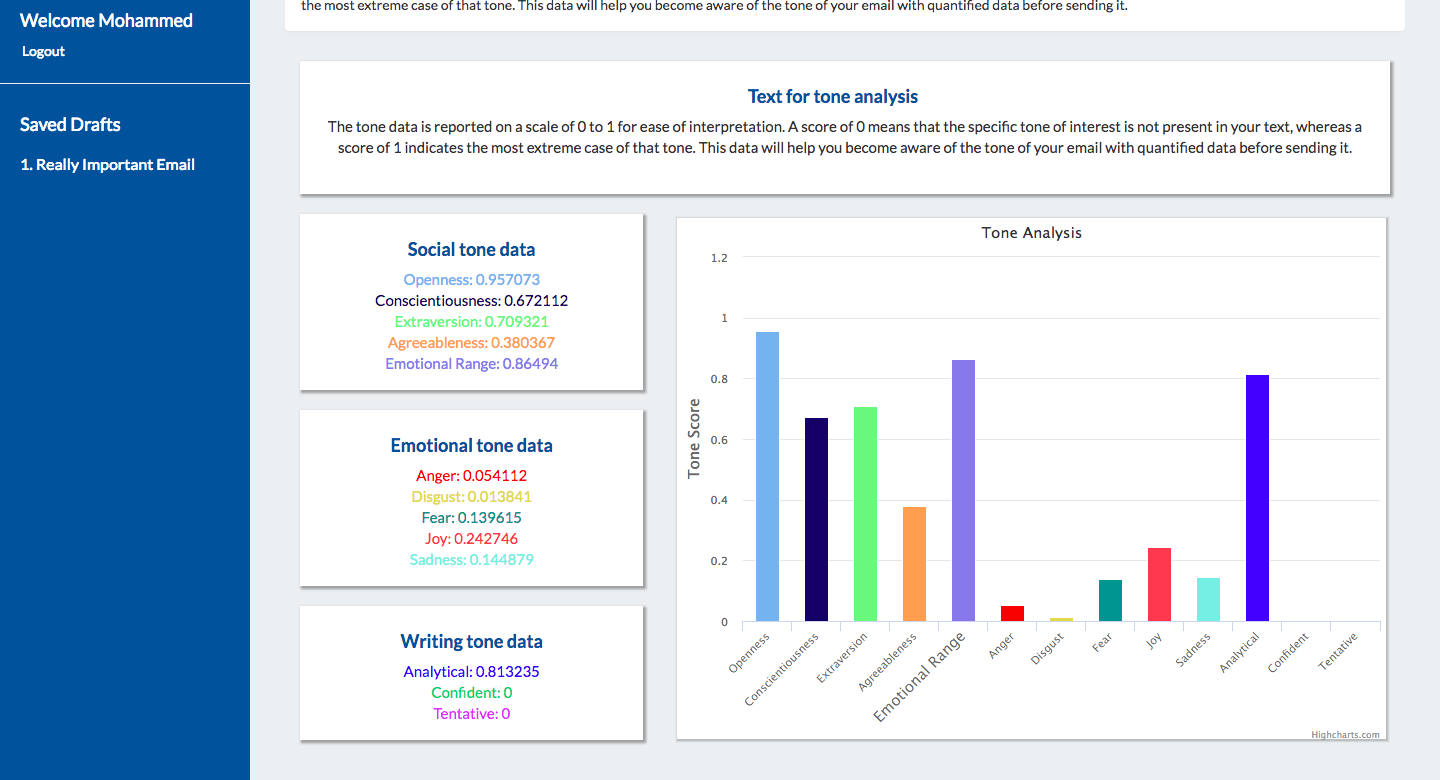 Welcome Mohammed
Logout
Saved Drafts
1. Really Important Email
the most extreme case of that tone. This data will help you become aware of the tone of your email with quantified data before sending it.
Text for tone analysis
The tone data is reported on a scale of 0 to 1 for ease of interpretation. A score of 0 means that the specific tone of interest is not present in your text, whereas a
score of 1 indicates the most extreme case of that tone. This data will help you become aware of the tone of your email with quantified data before sending it.
Social tone data
Openness: 0.957073
Conscientiousness: 0.672112
Extraversion: 0.709321
Agreeableness: 0.380367
Emotional Range: 0.86494
Emotional tone data
Anger: 0.054112
Disgust: 0.013841
Fear: 0.139615
Joy: 0.242746
Sadness: 0.144879
Writing tone data
Analytical: 0.813235
Confident: 0
Tentative: 0
Tone Analysis
Tone Score
1.2
1
0.8
0.6
0.4
0.2
0
Openness
Conscientiousness
Extraversion
Agreeableness
Emotional Range
Anger
Disgust
Fear
Joy
Sadness
Analytical
Confident
Tentative
Highcharts.com